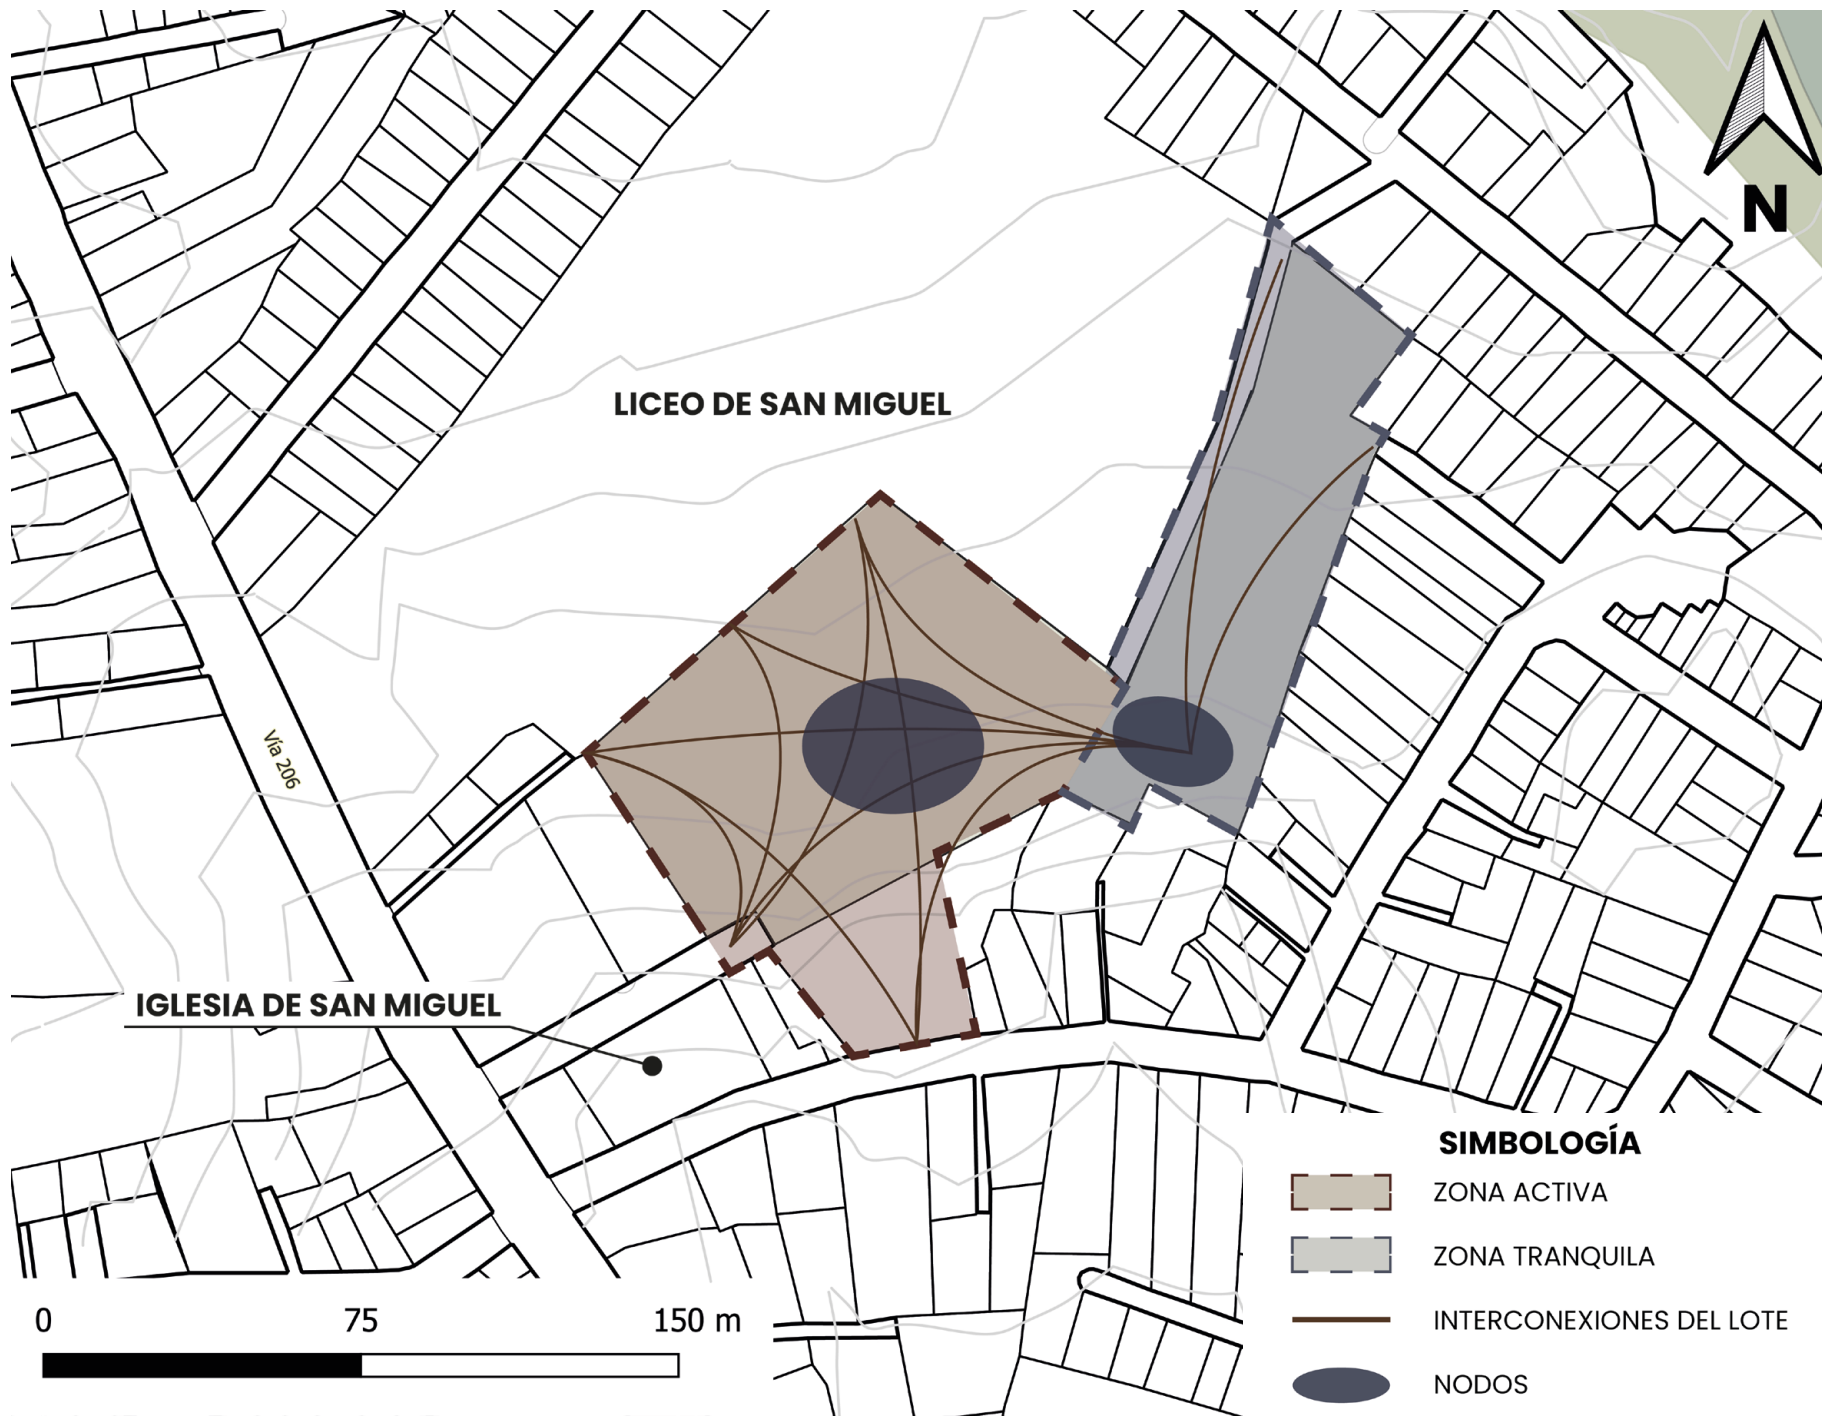 N
LICEO DE SAN MIGUEL
Vía 206
IGLESIA DE SAN MIGUEL
SIMBOLOGÍA
ZONA ACTIVA
ZONA TRANQUILA
INTERCONEXIONES DEL LOTE
NODOS
0 75 150 m